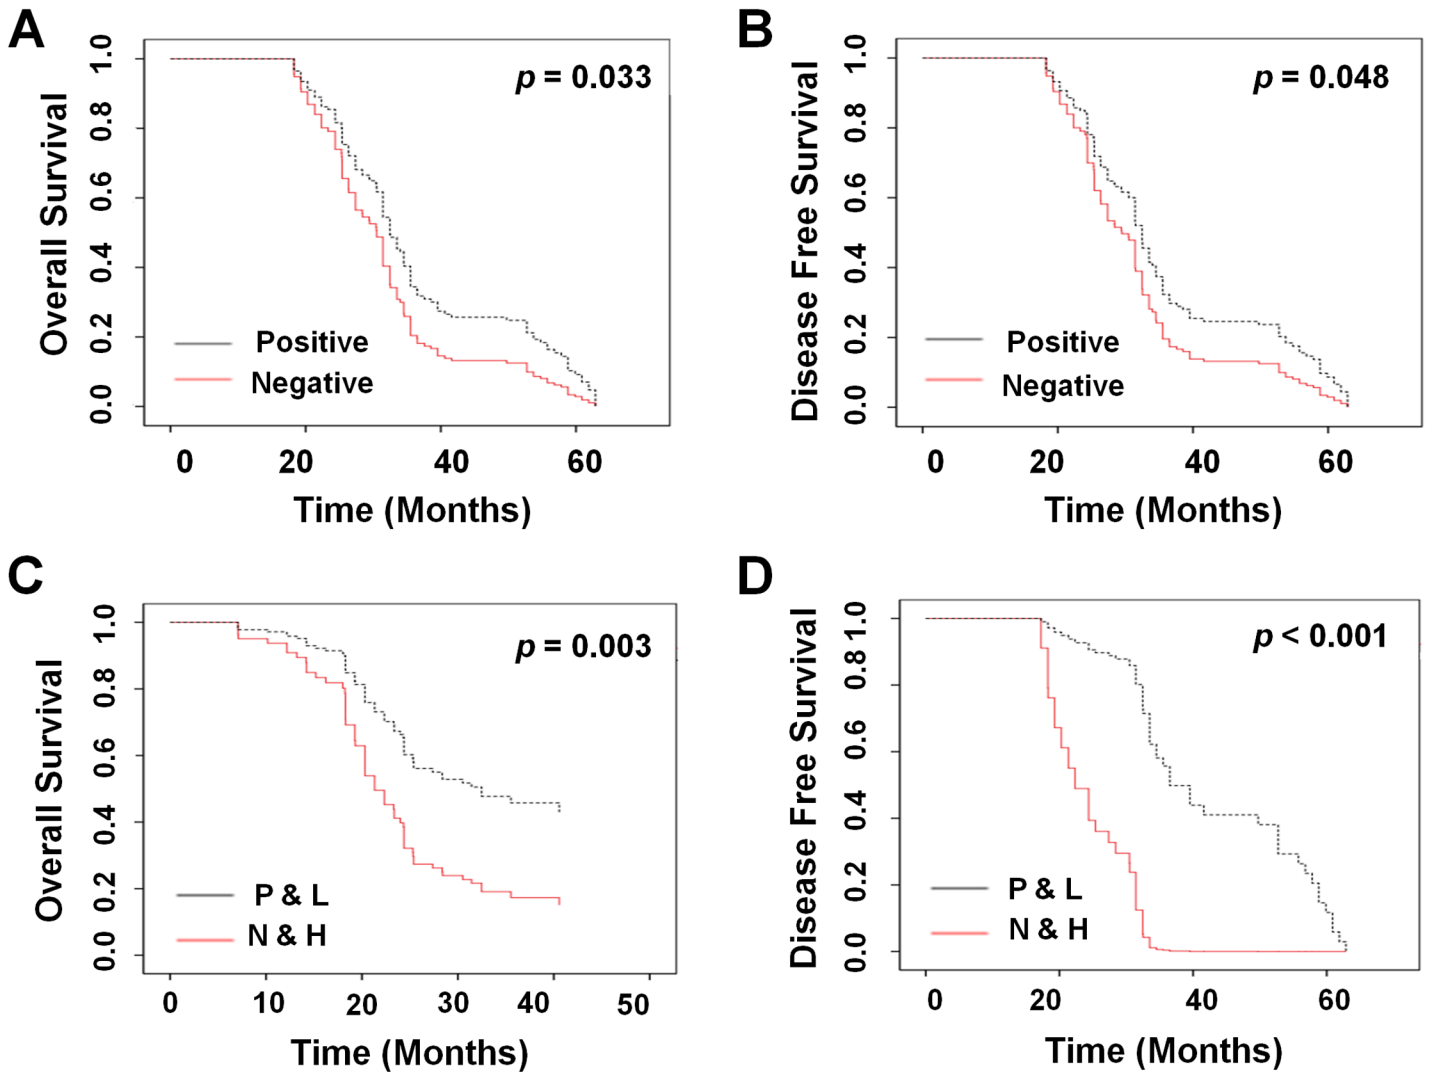 A
Overall Survival
0.0 0.2 0.4 0.6 0.8 1.0
p = 0.033
Positive
Negative
0 20 40 60
Time (Months)
B
Disease Free Survival
0.0 0.2 0.4 0.6 0.8 1.0
p = 0.048
Positive
Negative
0 20 40 60
Time (Months)
C
Overall Survival
0.0 0.2 0.4 0.6 0.8 1.0
p = 0.003
P & L
N & H
0 10 20 30 40 50
Time (Months)
D
Disease Free Survival
0.0 0.2 0.4 0.6 0.8 1.0
p < 0.001
P & L
N & H
0 20 40 60
Time (Months)